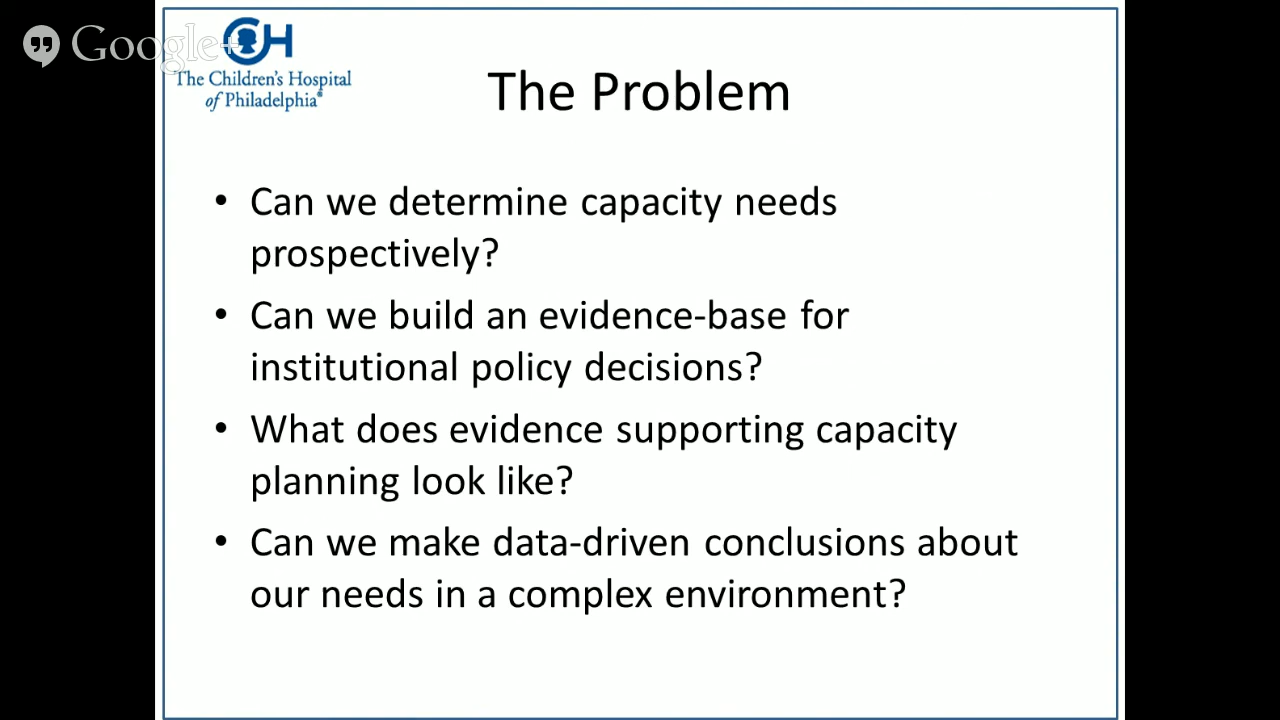 Google+
CH
The Children's Hospital
of Philadelphia®
The Problem
• Can we determine capacity needs
prospectively?
• Can we build an evidence-base for
institutional policy decisions?
• What does evidence supporting capacity
planning look like?
• Can we make data-driven conclusions about
our needs in a complex environment?